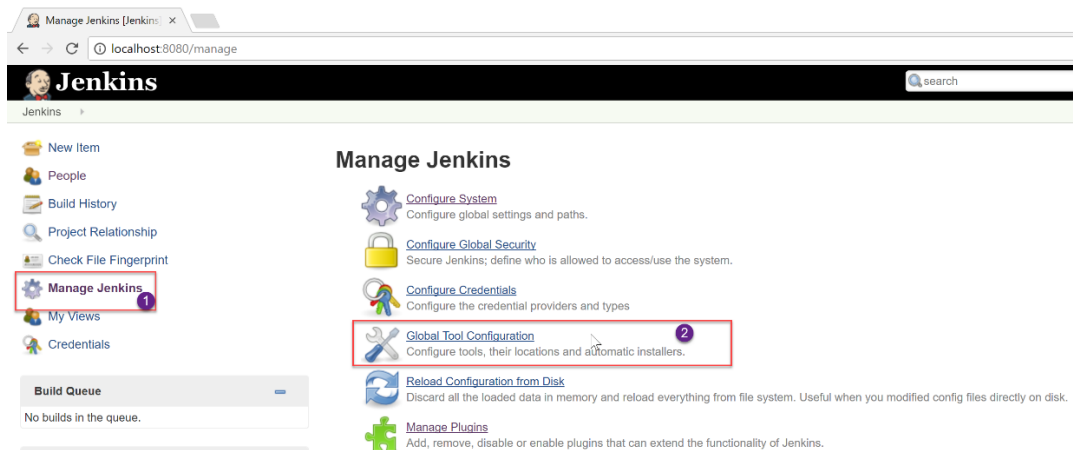 Manage Jenkins [Jenkins]
localhost:8080/manage
Jenkins
search
Jenkins
New Item
People
Build History
Project Relationship
Check File Fingerprint
Manage Jenkins
1
My Views
Credentials
Build Queue
No builds in the queue.
Manage Jenkins
Configure System
Configure global settings and paths.
Configure Global Security
Secure Jenkins; define who is allowed to access/use the system.
Configure Credentials
Configure the credential providers and types
Global Tool Configuration
2
Configure tools, their locations and automatic installers.
Reload Configuration from Disk
Discard all the loaded data in memory and reload everything from file system. Useful when you modified config files directly on disk.
Manage Plugins
Add, remove, disable or enable plugins that can extend the functionality of Jenkins.